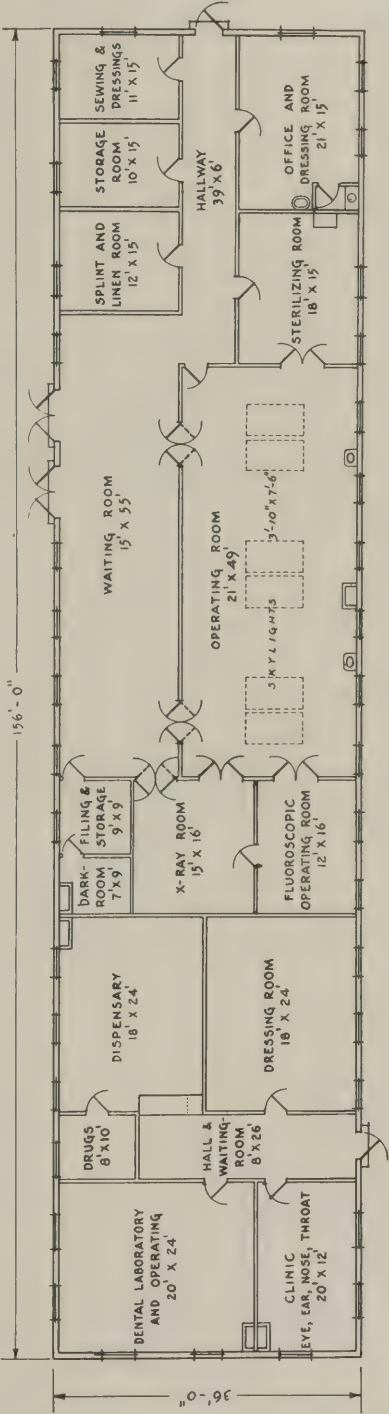 156'-0"
36'-0"
DENTAL LABORATORY
AND OPERATING
20' X 24'
DRUGS
8' X 10'
DISPENSARY
18' X 24'
DARK-
ROOM
7' X 9'
FILING &
STORAGE
9' X 9'
WAITING ROOM
15' X 55'
SPLINT AND
LINEN ROOM
12' X 15'
STORAGE
ROOM
10' X 15'
SEWING &
DRESSINGS
11' X 15'
HALLWAY
39' X 6'
X-RAY ROOM
15' X 16'
OPERATING ROOM
21' X 49'
SKYLIGHTS
3'-10" X 7'-6"
HALL &
WAITING-
ROOM
8' X 26'
CLINIC
EYE, EAR, NOSE, THROAT
20' X 12'
DRESSING ROOM
18' X 24'
FLUOROSCOPIC
OPERATING ROOM
12' X 16'
STERILIZING ROOM
18' X 15'
OFFICE AND
DRESSING ROOM
21' X 15'